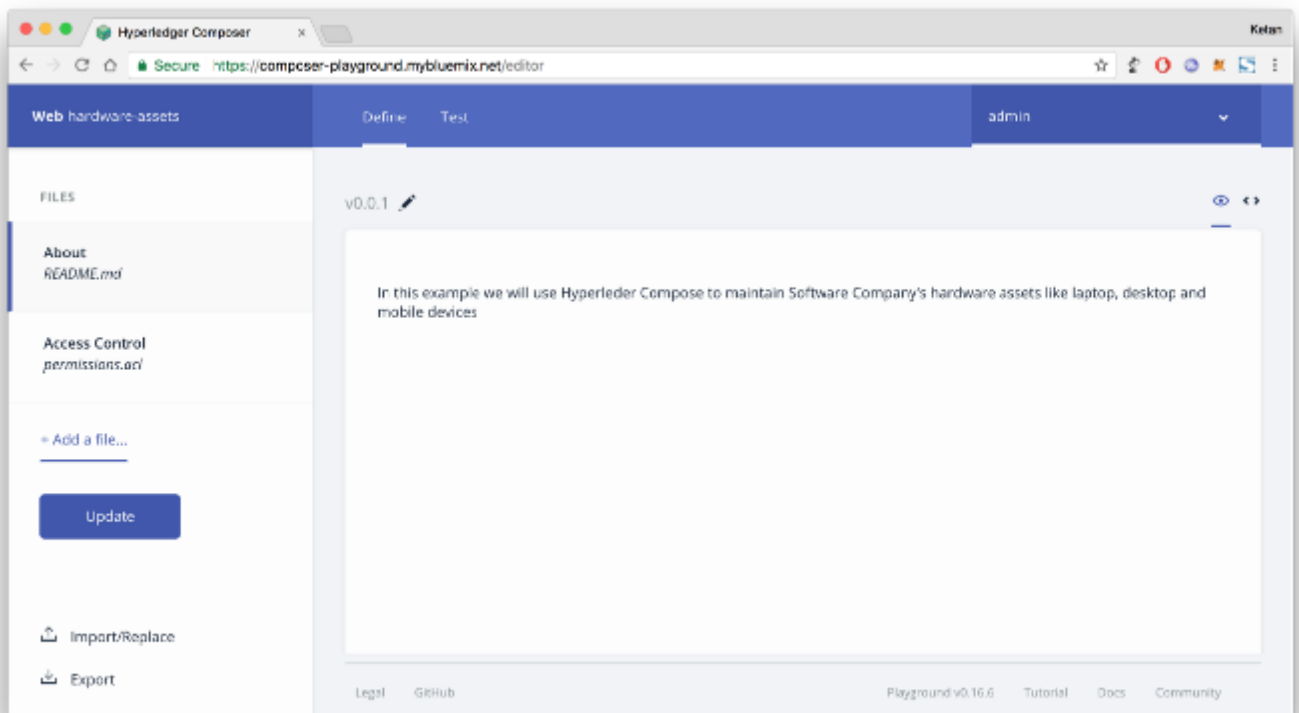 Hyperledger Composer
Ketan
Secure https://composer-playground.mybluemix.net/editor
Web hardware-assets
Define Test
admin
FILES
v0.0.1
About
README.md
In this example we will use Hyperleder Compose to maintain Software Company's hardware assets like laptop, desktop and
mobile devices
Access Control
permissions.acl
+ Add a file...
Update
Import/Replace
Export
Legal GitHub Playground v0.16.6 Tutorial Docs Community